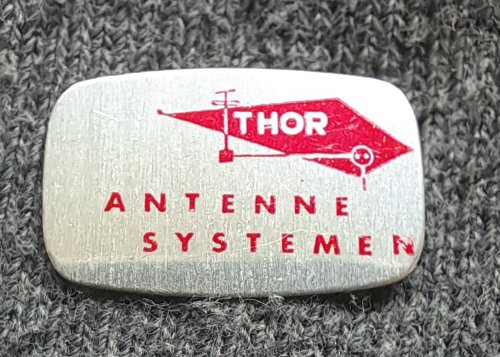 THOR
ANTENNE
SYSTEMEN